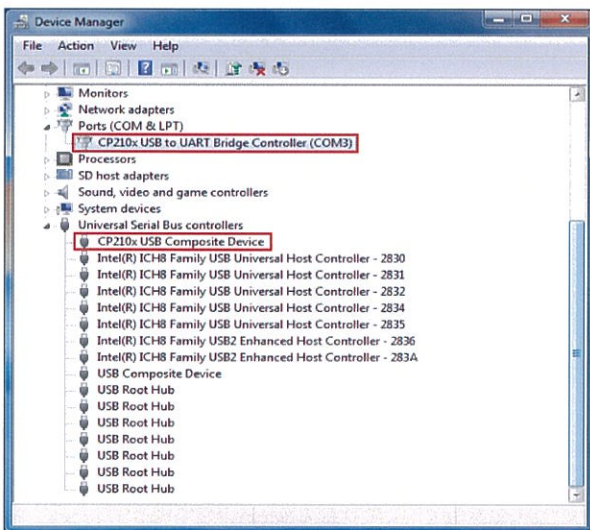 Device Manager
File Action View Help
Monitors
Network adapters
Ports (COM & LPT)
CP210x USB to UART Bridge Controller (COM3)
Processors
SD host adapters
Sound, video and game controllers
System devices
Universal Serial Bus controllers
CP210x USB Composite Device
Intel(R) ICH8 Family USB Universal Host Controller - 2830
Intel(R) ICH8 Family USB Universal Host Controller - 2831
Intel(R) ICH8 Family USB Universal Host Controller - 2832
Intel(R) ICH8 Family USB Universal Host Controller - 2834
Intel(R) ICH8 Family USB Universal Host Controller - 2835
Intel(R) ICH8 Family USB2 Enhanced Host Controller - 2836
Intel(R) ICH8 Family USB2 Enhanced Host Controller - 283A
USB Composite Device
USB Root Hub
USB Root Hub
USB Root Hub
USB Root Hub
USB Root Hub
USB Root Hub
USB Root Hub